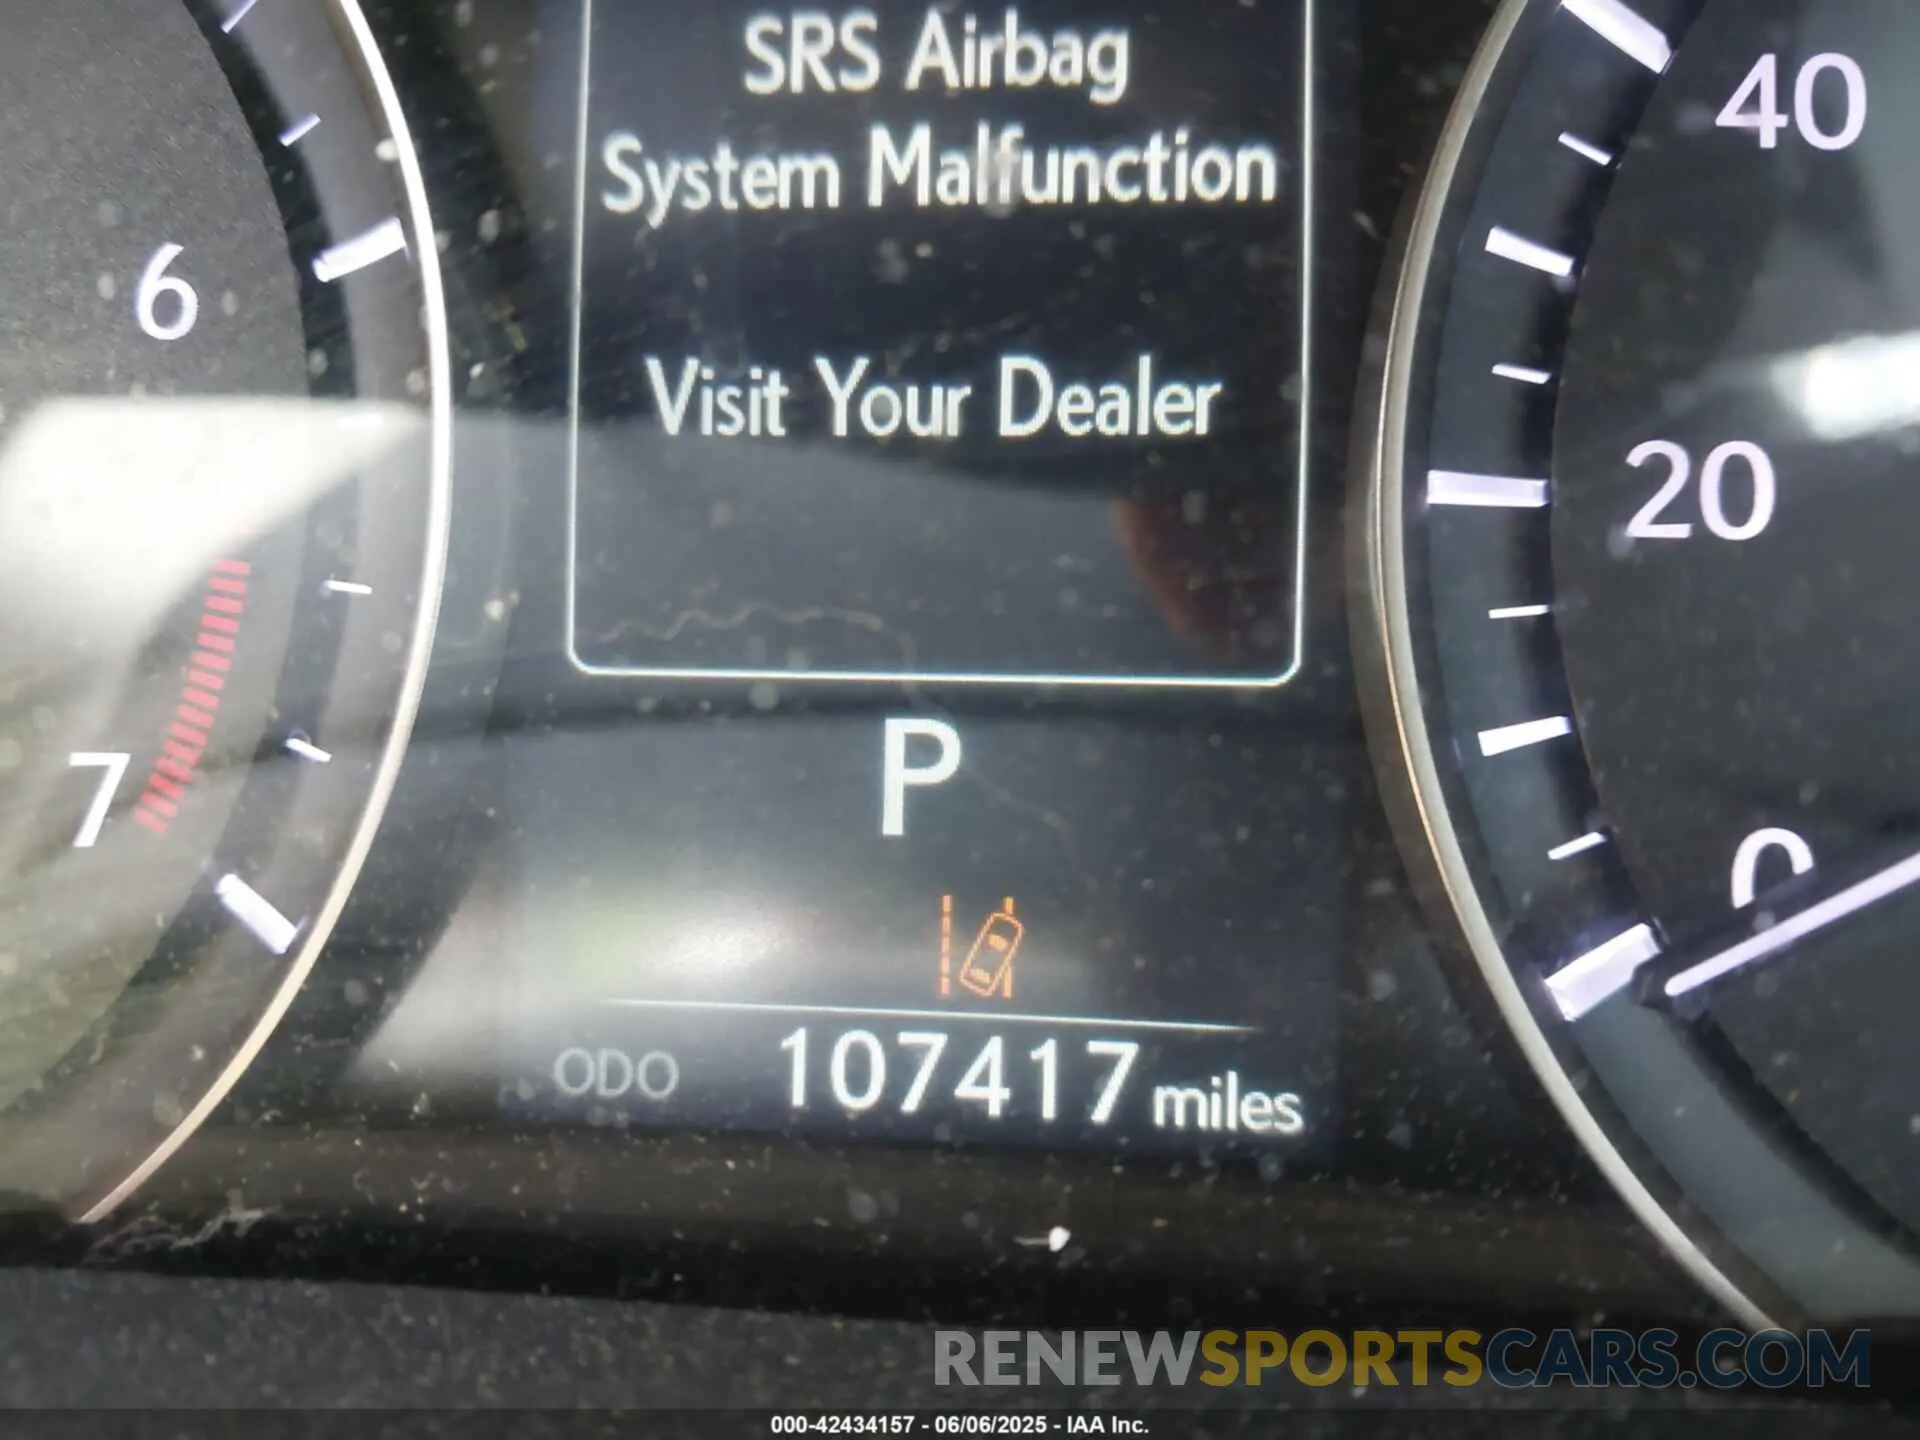 SRS Airbag
System Malfunction
Visit Your Dealer
40
6
20
7
P
0
ODO 107417 miles
RENEWSPORTSCARS.COM
000-42434157 - 06/06/2025 - IAA Inc.